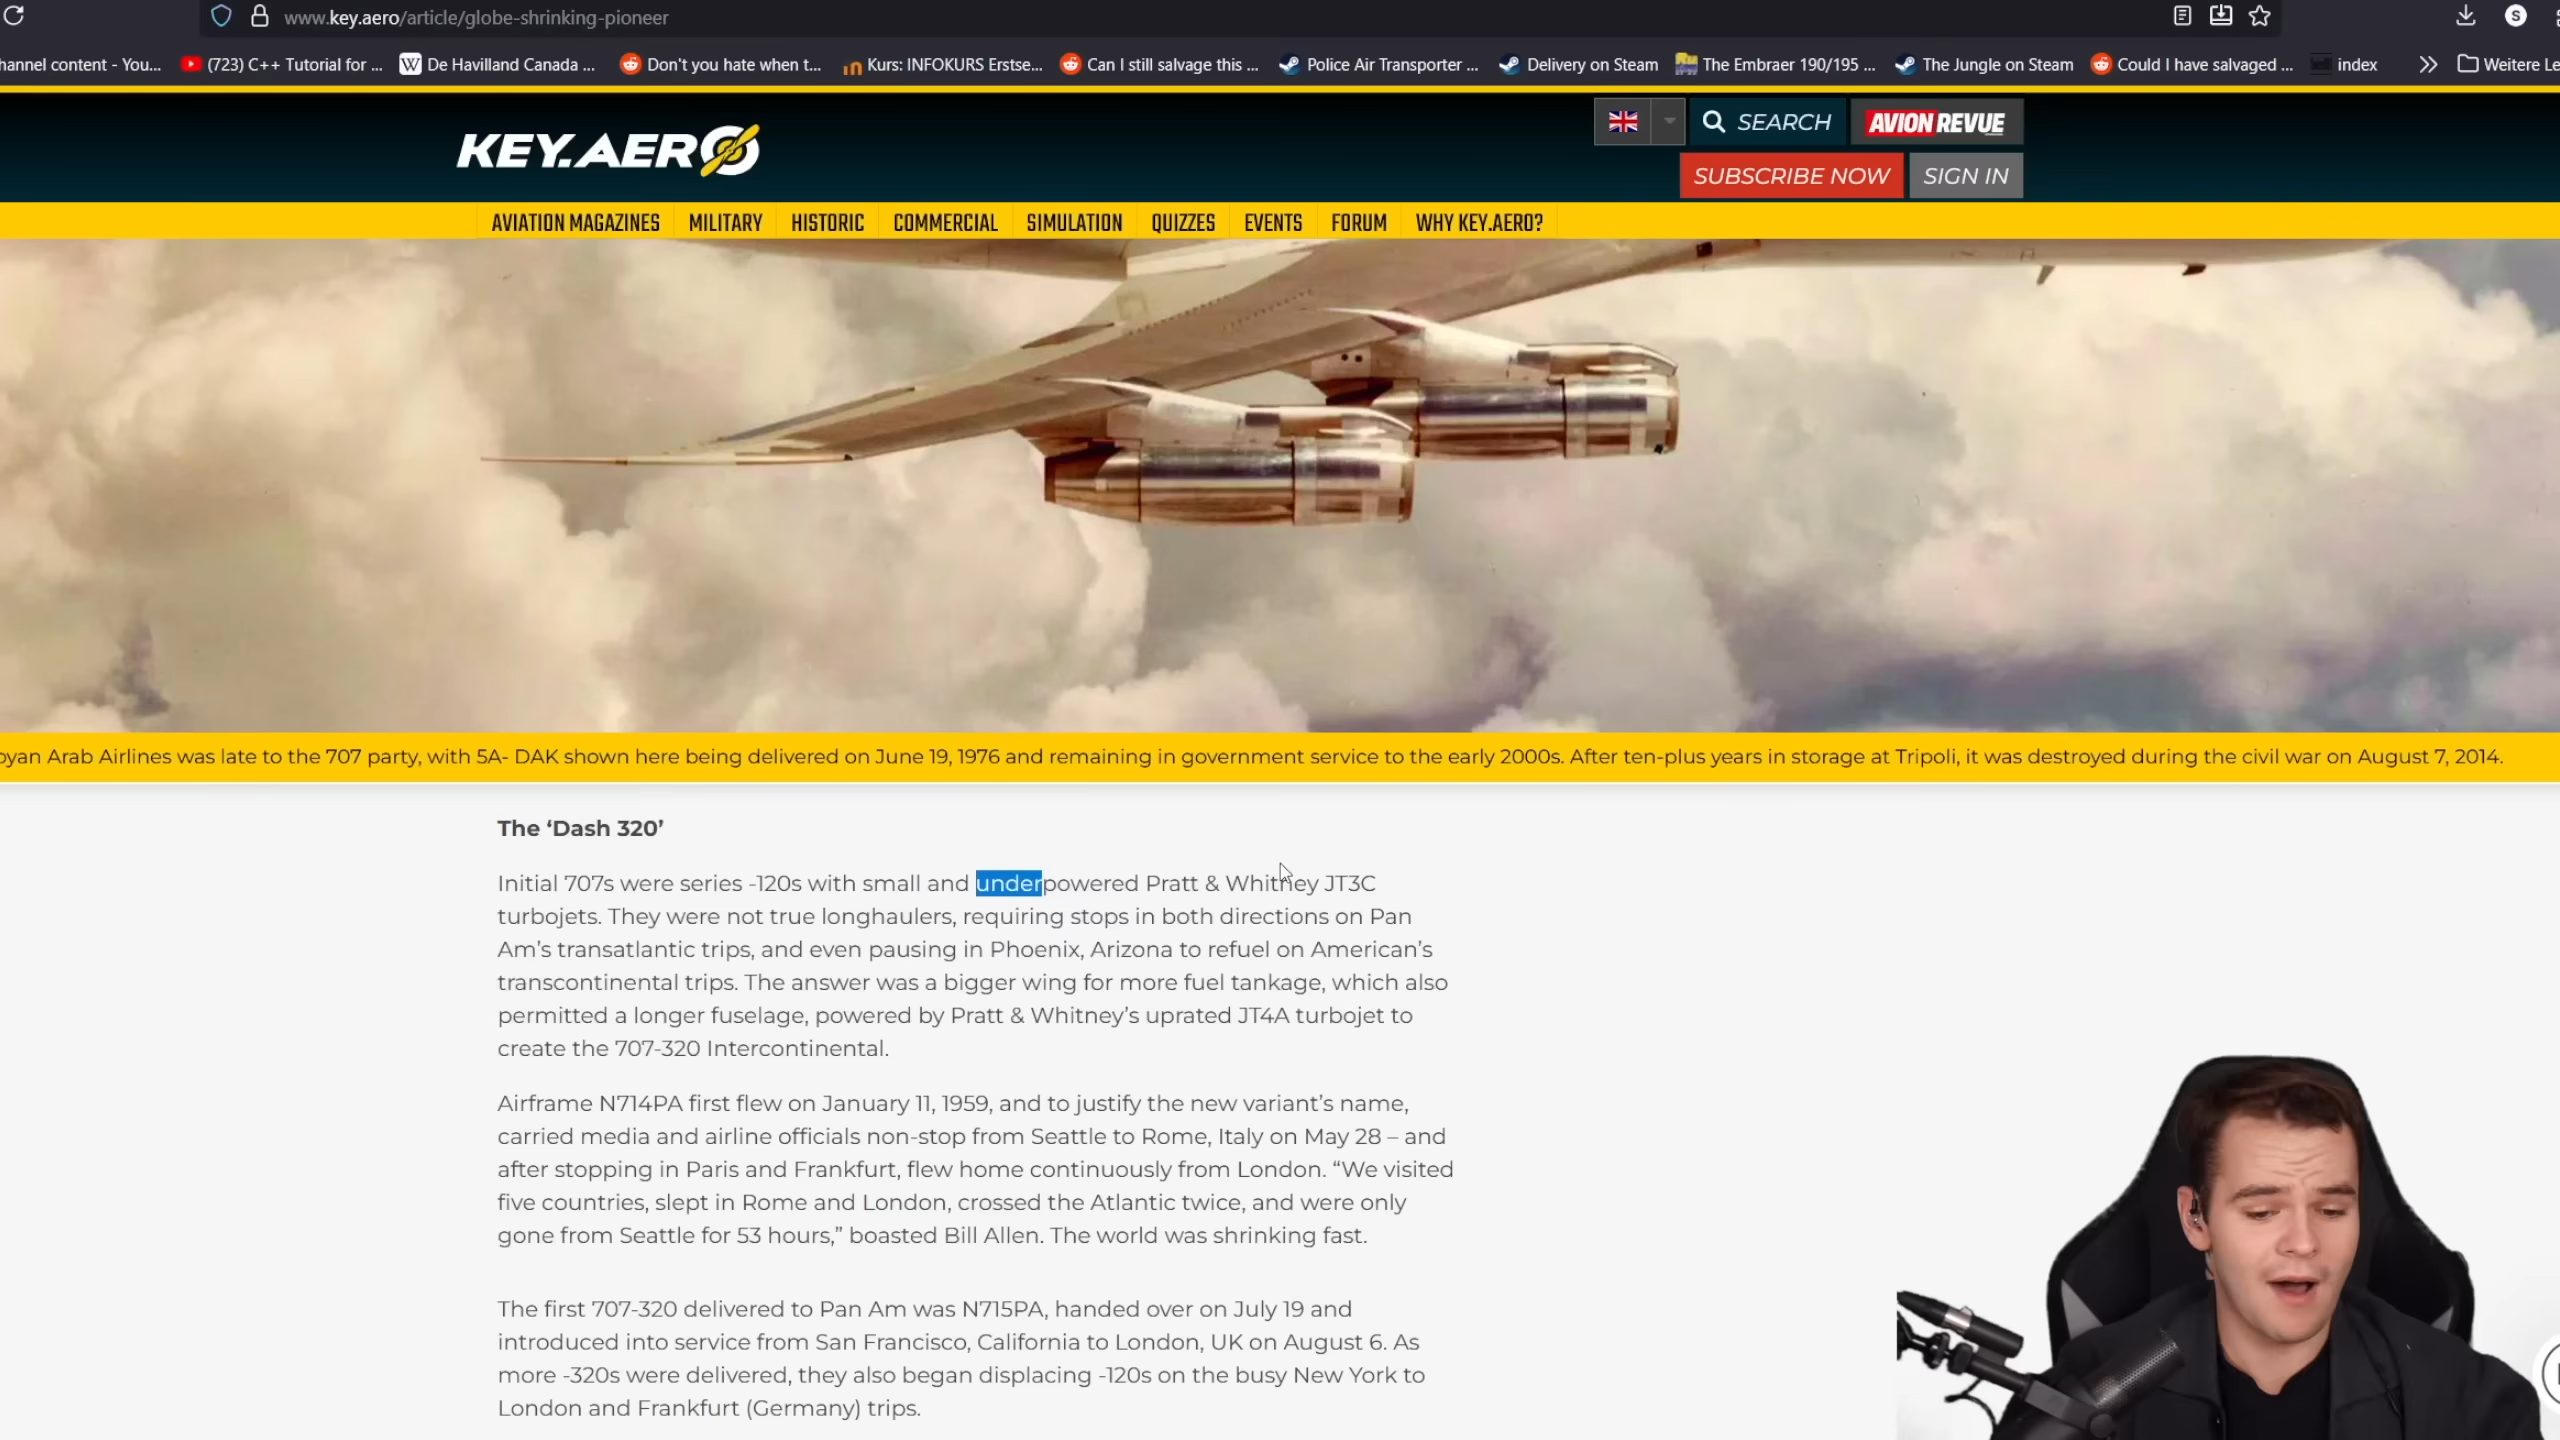 www.key.aero/article/globe-shrinking-pioneer
S
hannel content - You...
(723) C++ Tutorial for ...
W
De Havilland Canada ...
Don't you hate when t...
Kurs: INFOKURS Erstse...
Can I still salvage this ...
Police Air Transporter ...
Delivery on Steam
The Embraer 190/195 ...
The Jungle on Steam
Could I have salvaged ...
index
Weitere Le
KEY.AERO
SEARCH
AVION REVUE
SUBSCRIBE NOW
SIGN IN
AVIATION MAGAZINES MILITARY HISTORIC COMMERCIAL SIMULATION QUIZZES EVENTS FORUM WHY KEY.AERO?
oyan Arab Airlines was late to the 707 party, with 5A- DAK shown here being delivered on June 19, 1976 and remaining in government service to the early 2000s. After ten-plus years in storage at Tripoli, it was destroyed during the civil war on August 7, 2014.
The ‘Dash 320’
Initial 707s were series -120s with small and underpowered Pratt & Whitney JT3C
turbojets. They were not true longhaulers, requiring stops in both directions on Pan
Am’s transatlantic trips, and even pausing in Phoenix, Arizona to refuel on American’s
transcontinental trips. The answer was a bigger wing for more fuel tankage, which also
permitted a longer fuselage, powered by Pratt & Whitney’s uprated JT4A turbojet to
create the 707-320 Intercontinental.
Airframe N714PA first flew on January 11, 1959, and to justify the new variant’s name,
carried media and airline officials non-stop from Seattle to Rome, Italy on May 28 – and
after stopping in Paris and Frankfurt, flew home continuously from London. “We visited
five countries, slept in Rome and London, crossed the Atlantic twice, and were only
gone from Seattle for 53 hours,” boasted Bill Allen. The world was shrinking fast.
The first 707-320 delivered to Pan Am was N715PA, handed over on July 19 and
introduced into service from San Francisco, California to London, UK on August 6. As
more -320s were delivered, they also began displacing -120s on the busy New York to
London and Frankfurt (Germany) trips.